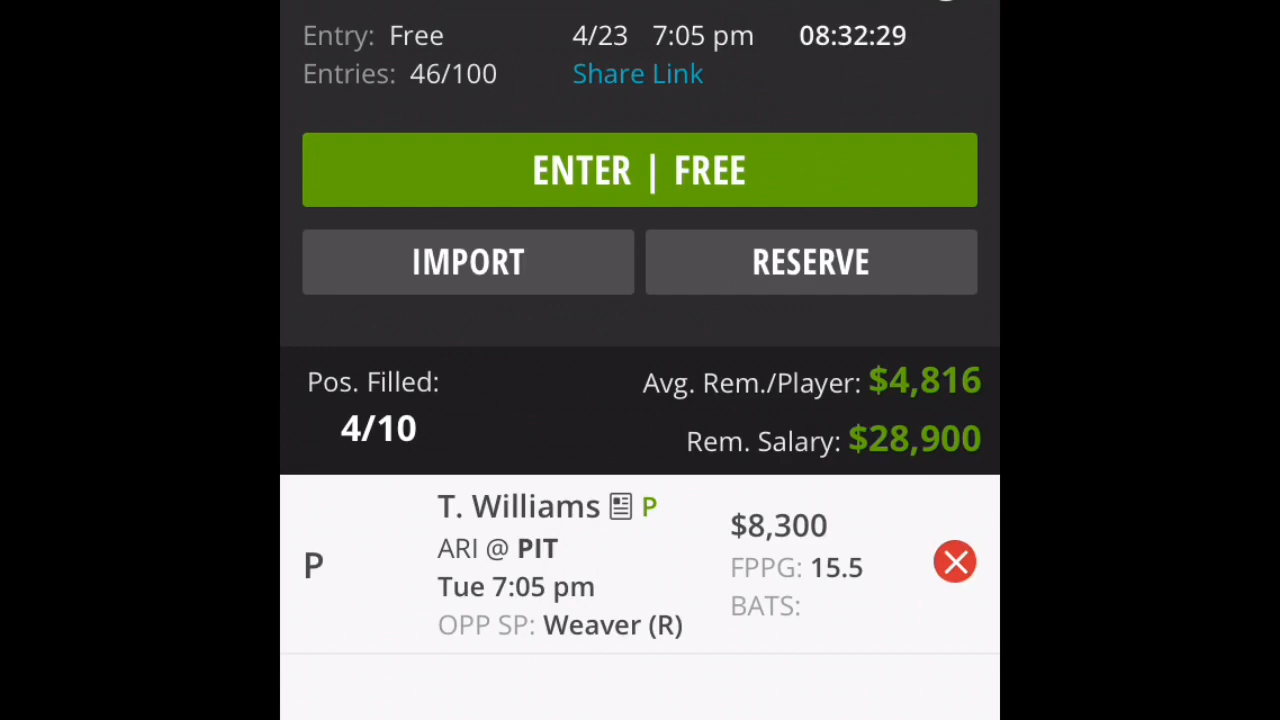 Entry: Free 4/23 7:05 pm 08:32:29
Entries: 46/100 Share Link
ENTER | FREE
IMPORT RESERVE
Pos. Filled: Avg. Rem./Player: $4,816
4/10 Rem. Salary: $28,900
T. Williams P
$8,300
ARI @ PIT
P FPPG: 15.5
Tue 7:05 pm
BATS:
OPP SP: Weaver (R)